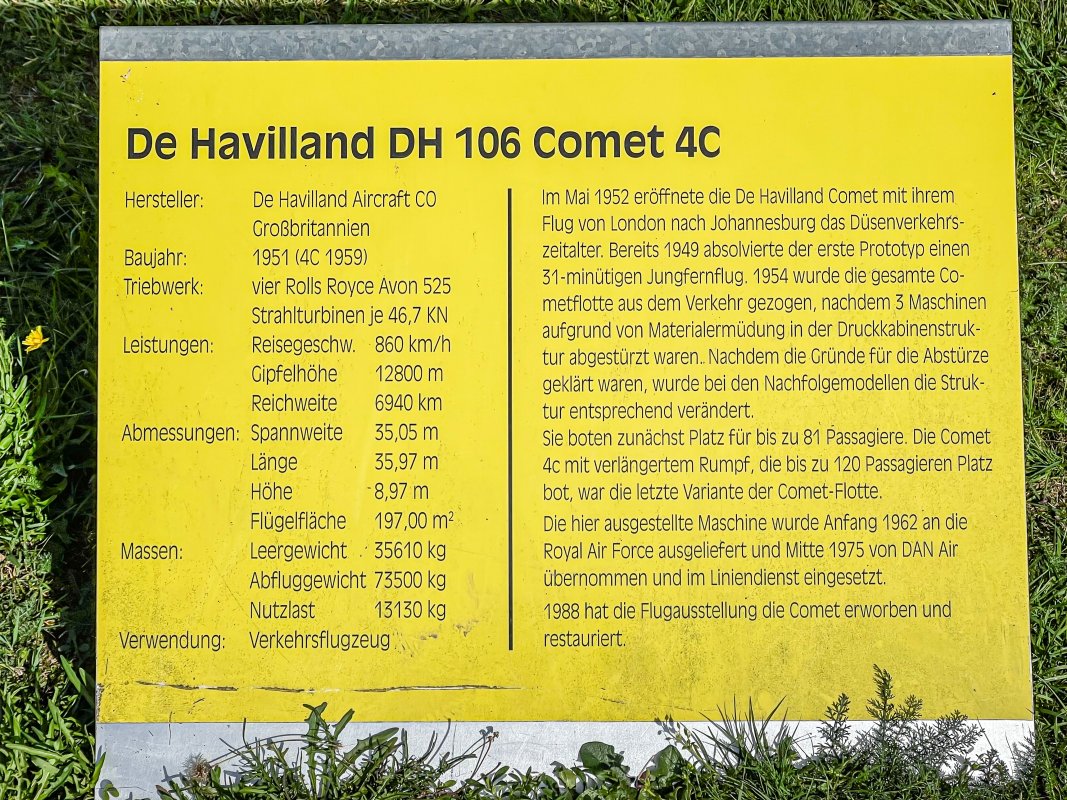 De Havilland DH 106 Comet 4C
Hersteller: De Havilland Aircraft CO
Großbritannien
Baujahr: 1951 (4C 1959)
Triebwerk: vier Rolls Royce Avon 525
Strahlturbinen je 46,7 KN
Leistungen: Reisegeschw. 860 km/h
Gipfelhöhe 12800 m
Reichweite 6940 km
Abmessungen: Spannweite 35,05 m
Länge 35,97 m
Höhe 8,97 m
Flügelfläche 197,00 m²
Massen: Leergewicht 35610 kg
Abfluggewicht 73500 kg
Nutzlast 13130 kg
Verwendung: Verkehrsflugzeug
Im Mai 1952 eröffnete die De Havilland Comet mit ihrem
Flug von London nach Johannesburg das Düsenverkehrs-
zeitalter. Bereits 1949 absolvierte der erste Prototyp einen
31-minütigen Jungfernflug. 1954 wurde die gesamte Co-
metflotte aus dem Verkehr gezogen, nachdem 3 Maschinen
aufgrund von Materialermüdung in der Druckkabinenstruk-
tur abgestürzt waren. Nachdem die Gründe für die Abstürze
geklärt waren, wurde bei den Nachfolgemodellen die Struk-
tur entsprechend verändert.
Sie boten zunächst Platz für bis zu 81 Passagiere. Die Comet
4c mit verlängertem Rumpf, die bis zu 120 Passagieren Platz
bot, war die letzte Variante der Comet-Flotte.
Die hier ausgestellte Maschine wurde Anfang 1962 an die
Royal Air Force ausgeliefert und Mitte 1975 von DAN Air
übernommen und im Liniendienst eingesetzt.
1988 hat die Flugausstellung die Comet erworben und
restauriert.